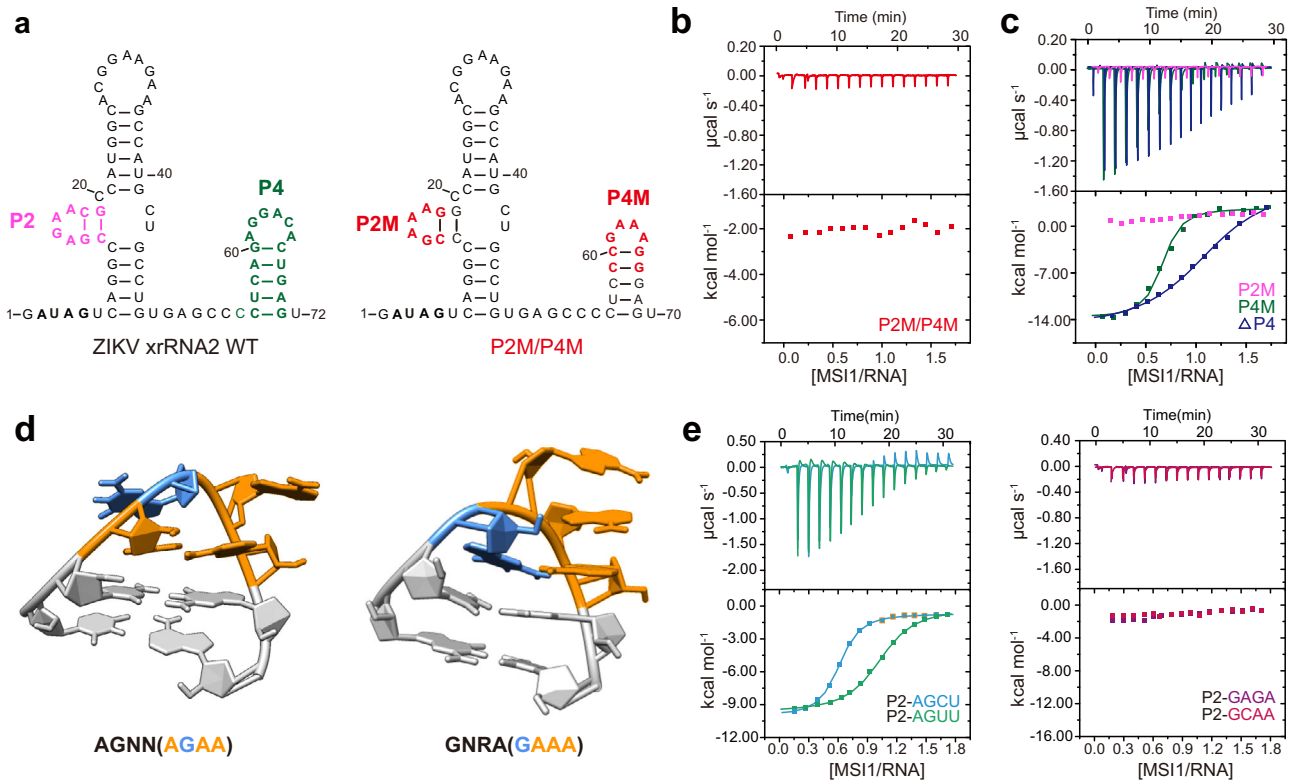 a
P2
20
40
P4
60
72
ZIKV xrRNA2 WT
P2M
20
40
P4M
60
70
P2M/P4M
b
Time (min)
0 10 20 30
0.20
0.00
-0.40
-0.80
-1.20
-1.60
µcal s⁻¹
0.00
-2.00
-4.00
-6.00
kcal mol⁻¹
P2M/P4M
0.0 0.5 1.0 1.5
[MSI1/RNA]
c
Time (min)
0 10 20 30
0.20
0.00
-0.40
-0.80
-1.20
-1.60
µcal s⁻¹
0.00
-7.00
-14.00
kcal mol⁻¹
P2M
P4M
△P4
0.0 0.5 1.0 1.5
[MSI1/RNA]
d
AGNN(AGAA)
GNRA(GAAA)
e
Time(min)
0 10 20 30
0.50
0.00
-0.50
-1.00
-1.50
-2.00
µcal s⁻¹
0.00
-3.00
-6.00
-9.00
-12.00
kcal mol⁻¹
P2-AGCU
P2-AGUU
0.0 0.3 0.6 0.9 1.2 1.5 1.8
[MSI1/RNA]
Time (min)
0 10 20 30
0.40
0.00
-0.40
-0.80
-1.20
-1.60
-2.00
µcal s⁻¹
0.00
-4.00
-8.00
-12.00
-16.00
kcal mol⁻¹
P2-GAGA
P2-GCAA
0.0 0.3 0.6 0.9 1.2 1.5 1.8
[MSI1/RNA]